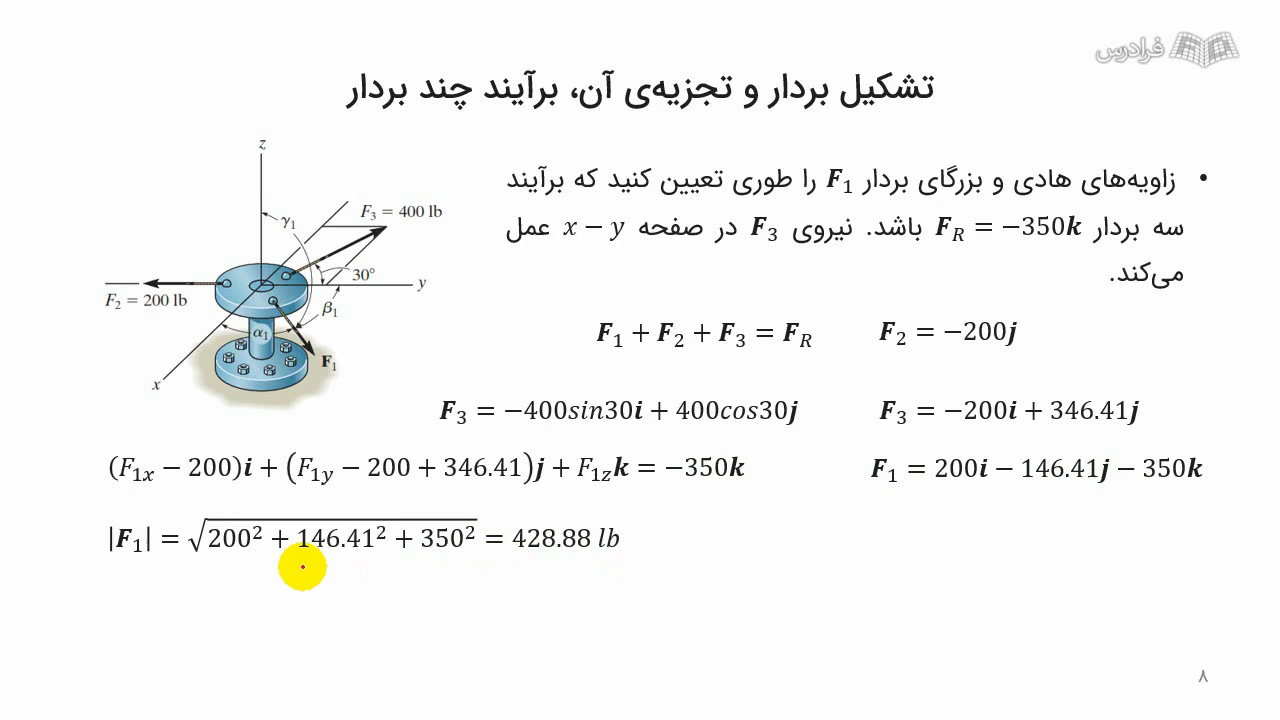 فرادرس
تشکیل بردار و تجزیه‌ی آن، برآیند چند بردار
• زاویه‌های هادی و بزرگای بردار F₁ را طوری تعیین کنید که برآیند
سه بردار F_R = −350k باشد. نیروی F₃ در صفحه x − y عمل
می‌کند.
z
γ₁
F₃ = 400 lb
30°
y
F₂ = 200 lb
β₁
α₁
F₁
x
F₁ + F₂ + F₃ = F_R
F₂ = −200j
F₃ = −400sin30i + 400cos30j
F₃ = −200i + 346.41j
(F₁ₓ − 200)i + (F₁y − 200 + 346.41)j + F₁zk = −350k
F₁ = 200i − 146.41j − 350k
|F₁| = √(200² + 146.41² + 350²) = 428.88 lb
۸